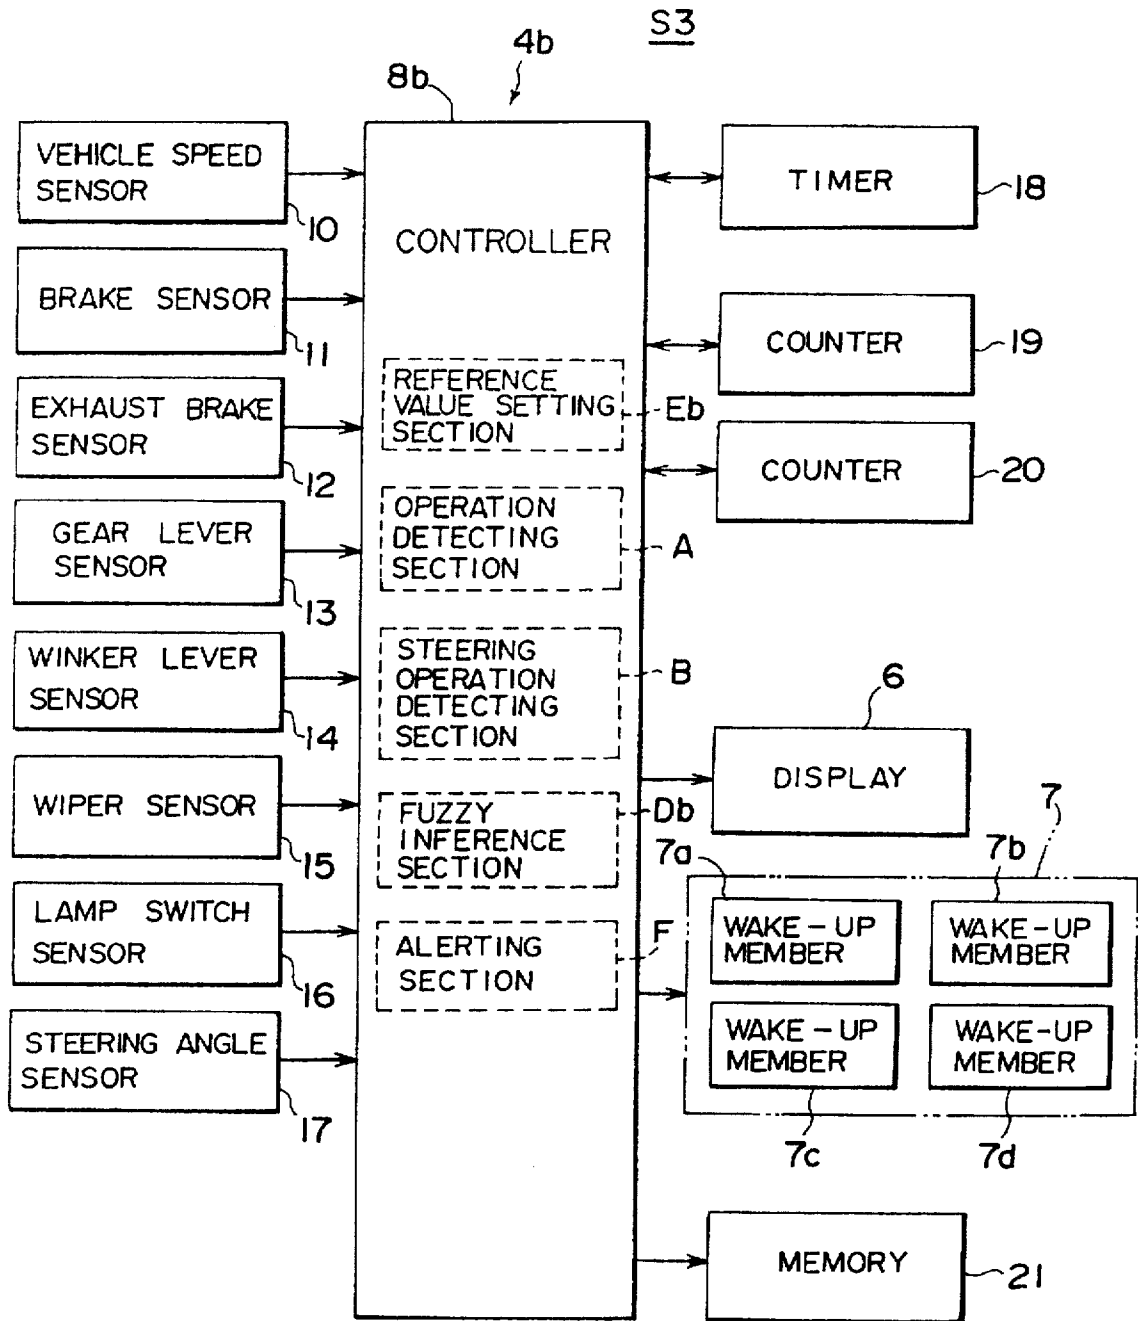 S3
4b
8b
VEHICLE SPEED
SENSOR
10
BRAKE SENSOR
11
EXHAUST BRAKE
SENSOR
12
GEAR LEVER
SENSOR
13
WINKER LEVER
SENSOR
14
WIPER SENSOR
15
LAMP SWITCH
SENSOR
16
STEERING ANGLE
SENSOR
17
CONTROLLER
REFERENCE
VALUE SETTING
SECTION
Eb
OPERATION
DETECTING
SECTION
A
STEERING
OPERATION
DETECTING
SECTION
B
FUZZY
INFERENCE
SECTION
Db
ALERTING
SECTION
F
TIMER
18
COUNTER
19
COUNTER
20
6
DISPLAY
7
7a
7b
WAKE-UP
MEMBER
WAKE-UP
MEMBER
WAKE-UP
MEMBER
WAKE-UP
MEMBER
7c
7d
MEMORY
21